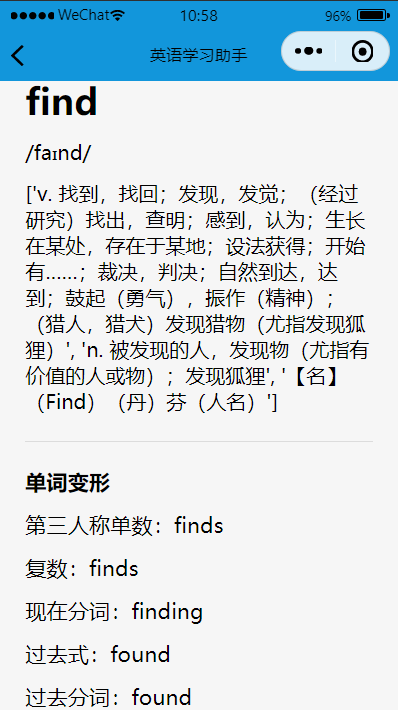 WeChat 10:58 96%
英语学习助手
find
/faɪnd/
['v. 找到，找回；发现，发觉；（经过
研究）找出，查明；感到，认为；生长
在某处，存在于某地；设法获得；开始
有……；裁决，判决；自然到达，达
到；鼓起（勇气），振作（精神）；
（猎人，猎犬）发现猎物（尤指发现狐
狸）', 'n. 被发现的人，发现物（尤指有
价值的人或物）；发现狐狸', '【名】
（Find）（丹）芬（人名）']
单词变形
第三人称单数：finds
复数：finds
现在分词：finding
过去式：found
过去分词：found